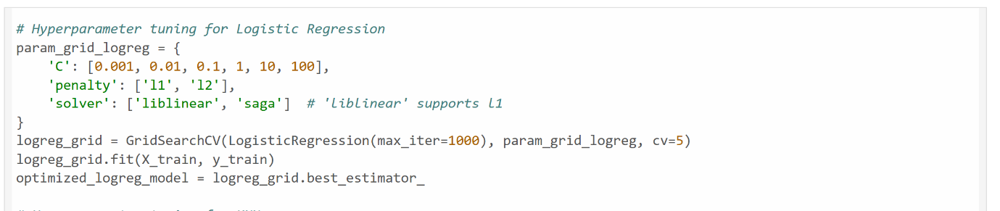 # Hyperparameter tuning for Logistic Regression
param_grid_logreg = {
    'C': [0.001, 0.01, 0.1, 1, 10, 100],
    'penalty': ['l1', 'l2'],
    'solver': ['liblinear', 'saga']  # 'liblinear' supports l1
}
logreg_grid = GridSearchCV(LogisticRegression(max_iter=1000), param_grid_logreg, cv=5)
logreg_grid.fit(X_train, y_train)
optimized_logreg_model = logreg_grid.best_estimator_